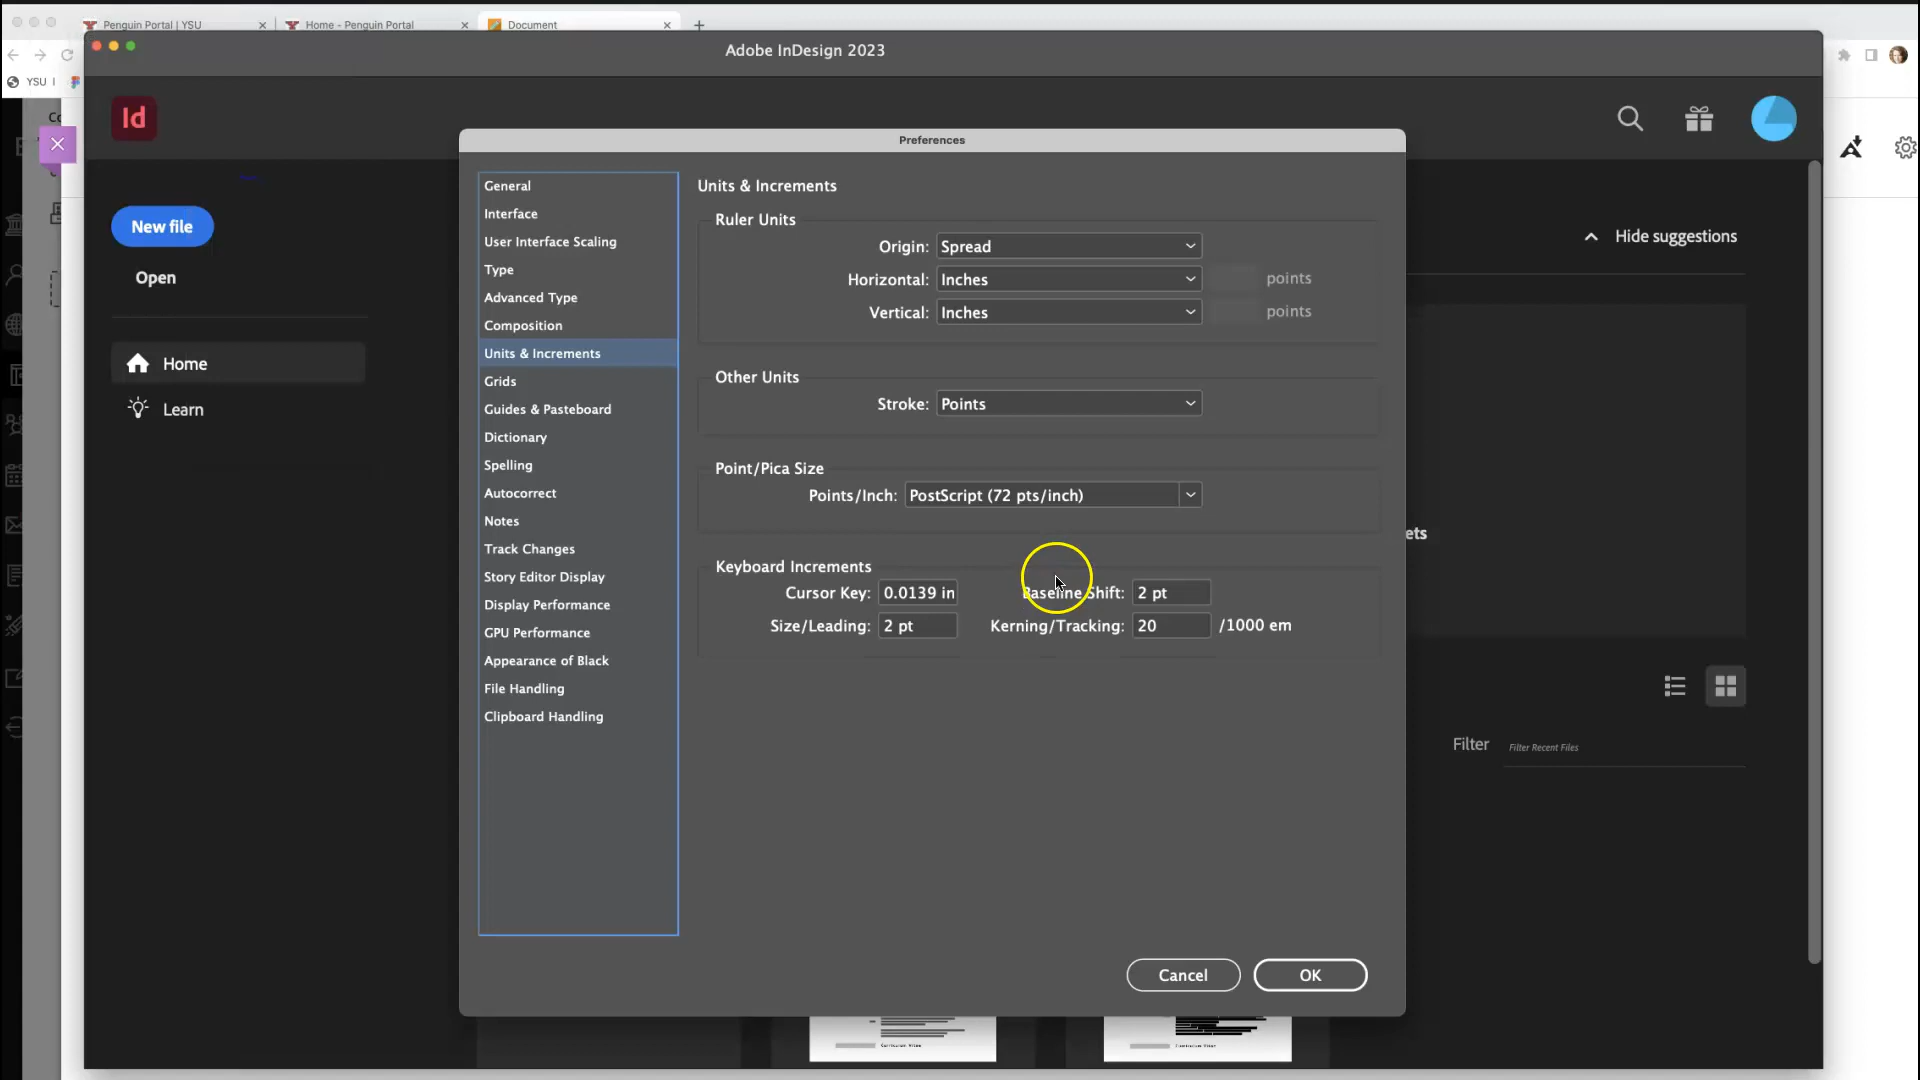 Penguin Portal | YSU
Home - Penguin Portal
Document
Adobe InDesign 2023
YSU |
Id
New file
Open
Home
Learn
Hide suggestions
Preferences
General
Interface
User Interface Scaling
Type
Advanced Type
Composition
Units & Increments
Grids
Guides & Pasteboard
Dictionary
Spelling
Autocorrect
Notes
Track Changes
Story Editor Display
Display Performance
GPU Performance
Appearance of Black
File Handling
Clipboard Handling
Units & Increments
Ruler Units
Origin: Spread
Horizontal: Inches points
Vertical: Inches points
Other Units
Stroke: Points
Point/Pica Size
Points/Inch: PostScript (72 pts/inch)
Keyboard Increments
Cursor Key: 0.0139 in Baseline Shift: 2 pt
Size/Leading: 2 pt Kerning/Tracking: 20 /1000 em
Cancel OK
ets
Filter Filter Recent Files
Curriculum Vitae
Curriculum Vitae